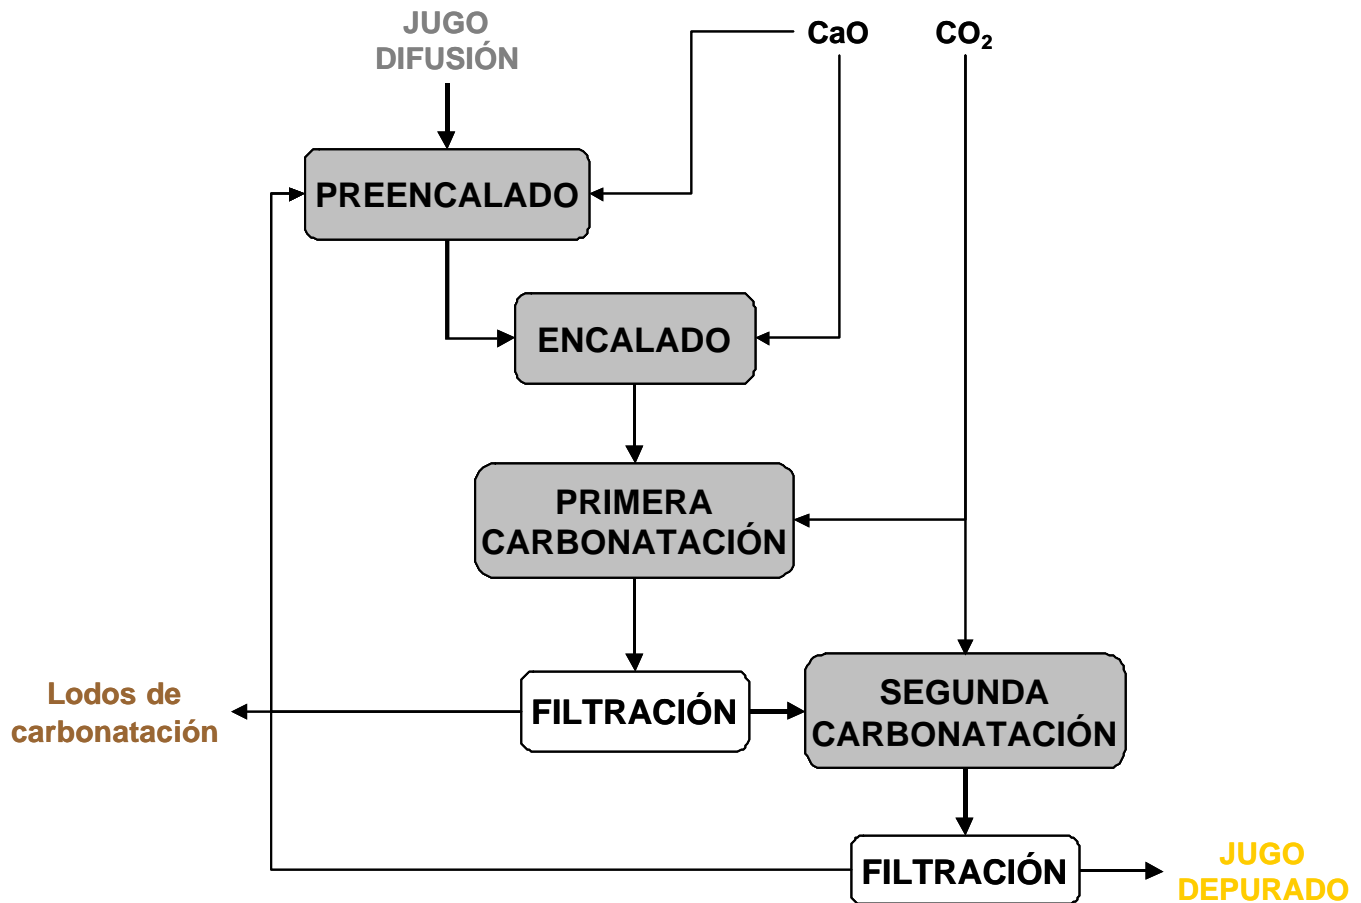 JUGO
DIFUSIÓN
CaO
CO₂
PREENCALADO
ENCALADO
PRIMERA
CARBONATACIÓN
Lodos de
carbonatación
FILTRACIÓN
SEGUNDA
CARBONATACIÓN
FILTRACIÓN
JUGO
DEPURADO